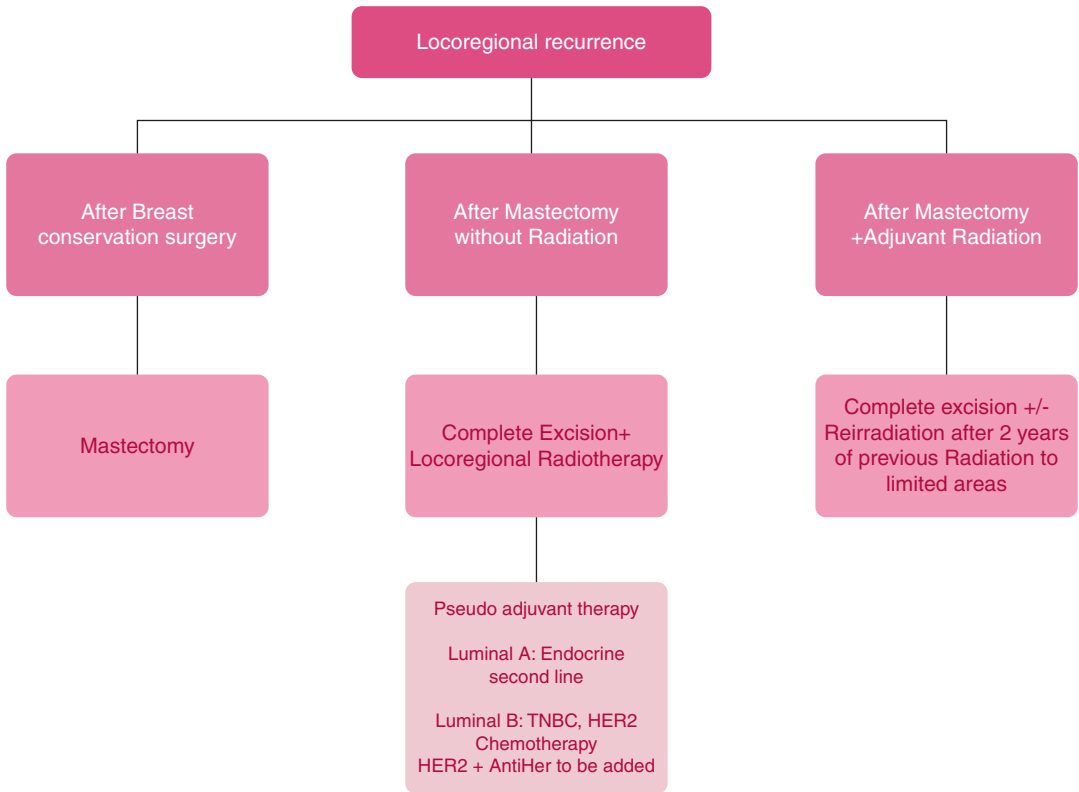 Locoregional recurrence
After Breast
conservation surgery
After Mastectomy
without Radiation
After Mastectomy
+Adjuvant Radiation
Mastectomy
Complete Excision+
Locoregional Radiotherapy
Complete excision +/-
Reirradiation after 2 years
of previous Radiation to
limited areas
Pseudo adjuvant therapy
Luminal A: Endocrine
second line
Luminal B: TNBC, HER2
Chemotherapy
HER2 + AntiHer to be added